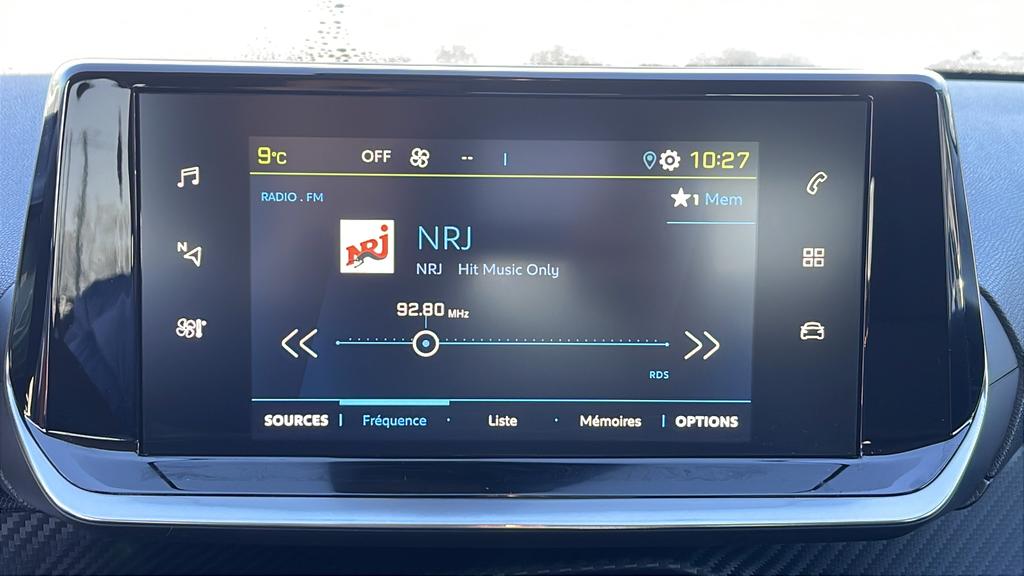 9°C OFF -- 10:27
RADIO . FM
1 Mem
NRJ
NRJ
NRJ Hit Music Only
92.80 MHz
N
RDS
SOURCES Fréquence Liste Mémoires OPTIONS